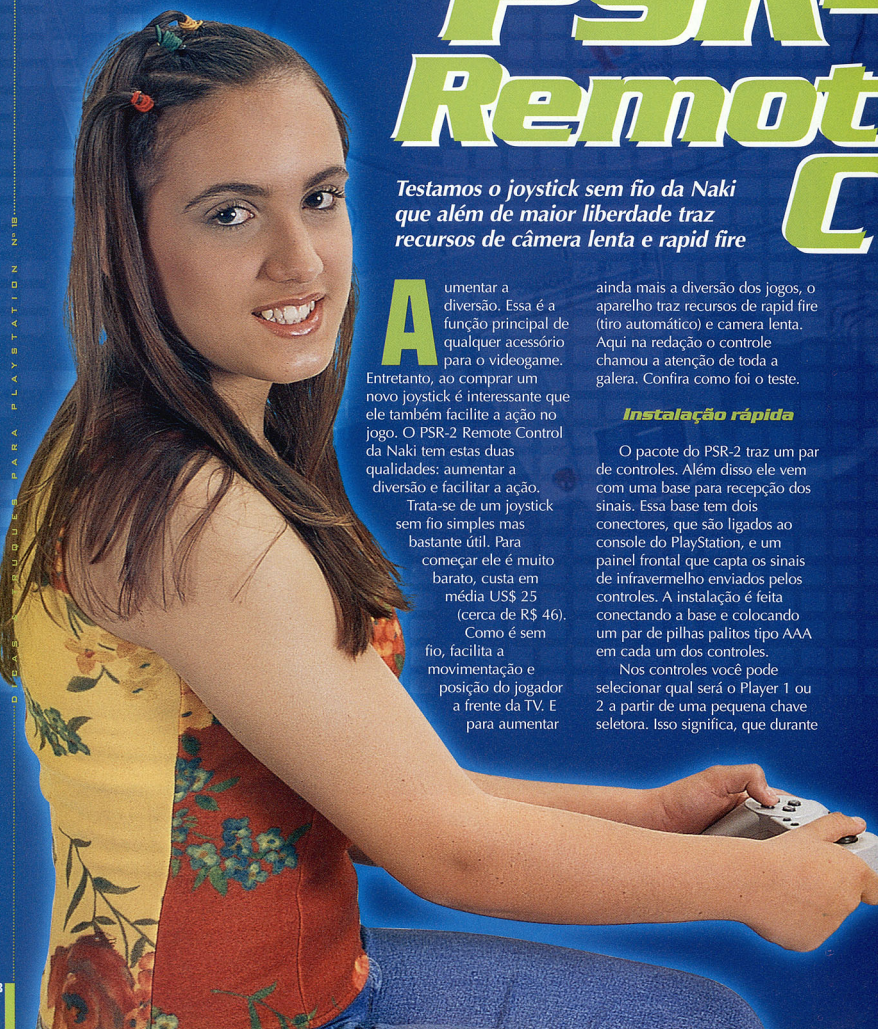 PSR-
Remot
C
Testamos o joystick sem fio da Naki
que além de maior liberdade traz
recursos de câmera lenta e rapid fire
Aumentar a
diversão. Essa é a
função principal de
qualquer acessório
para o videogame.
Entretanto, ao comprar um
novo joystick é interessante que
ele também facilite a ação no
jogo. O PSR-2 Remote Control
da Naki tem estas duas
qualidades: aumentar a
diversão e facilitar a ação.
Trata-se de um joystick
sem fio simples mas
bastante útil. Para
começar ele é muito
barato, custa em
média US$ 25
(cerca de R$ 46).
Como é sem
fio, facilita a
movimentação e
posição do jogador
a frente da TV. E
para aumentar
ainda mais a diversão dos jogos, o
aparelho traz recursos de rapid fire
(tiro automático) e camera lenta.
Aqui na redação o controle
chamou a atenção de toda a
galera. Confira como foi o teste.
Instalação rápida
O pacote do PSR-2 traz um par
de controles. Além disso ele vem
com uma base para recepção dos
sinais. Essa base tem dois
conectores, que são ligados ao
console do PlayStation, e um
painel frontal que capta os sinais
de infravermelho enviados pelos
controles. A instalação é feita
conectando a base e colocando
um par de pilhas palitos tipo AAA
em cada um dos controles.
Nos controles você pode
selecionar qual será o Player 1 ou
2 a partir de uma pequena chave
seletora. Isso significa, que durante
DICAS RUQUES PARA PLAYSTATION Nº 18